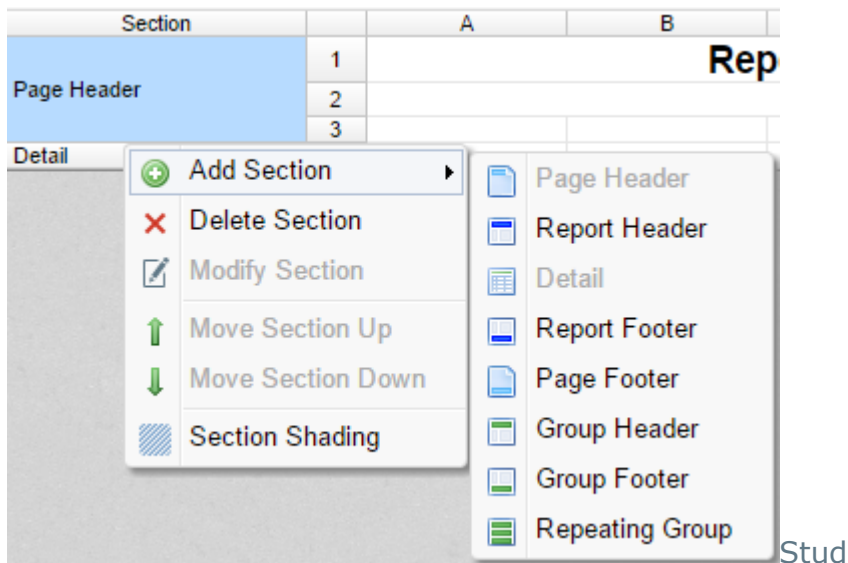 Section A B
1 Rep
Page Header
2
3
Detail
Add Section
Delete Section
Modify Section
Move Section Up
Move Section Down
Section Shading
Page Header
Report Header
Detail
Report Footer
Page Footer
Group Header
Group Footer
Repeating Group
Stud